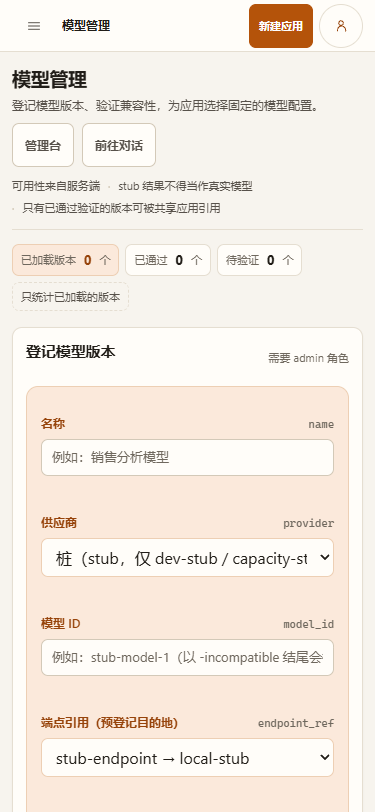 模型管理
新建应用
模型管理
登记模型版本、验证兼容性，为应用选择固定的模型配置。
管理台
前往对话
可用性来自服务端 · stub 结果不得当作真实模型
· 只有已通过验证的版本可被共享应用引用
已加载版本 0 个
已通过 0 个
待验证 0 个
只统计已加载的版本
登记模型版本
需要 admin 角色
名称 name
例如：销售分析模型
供应商 provider
桩（stub，仅 dev-stub / capacity-st
模型 ID model_id
例如：stub-model-1（以 -incompatible 结尾会
端点引用（预登记目的地） endpoint_ref
stub-endpoint → local-stub